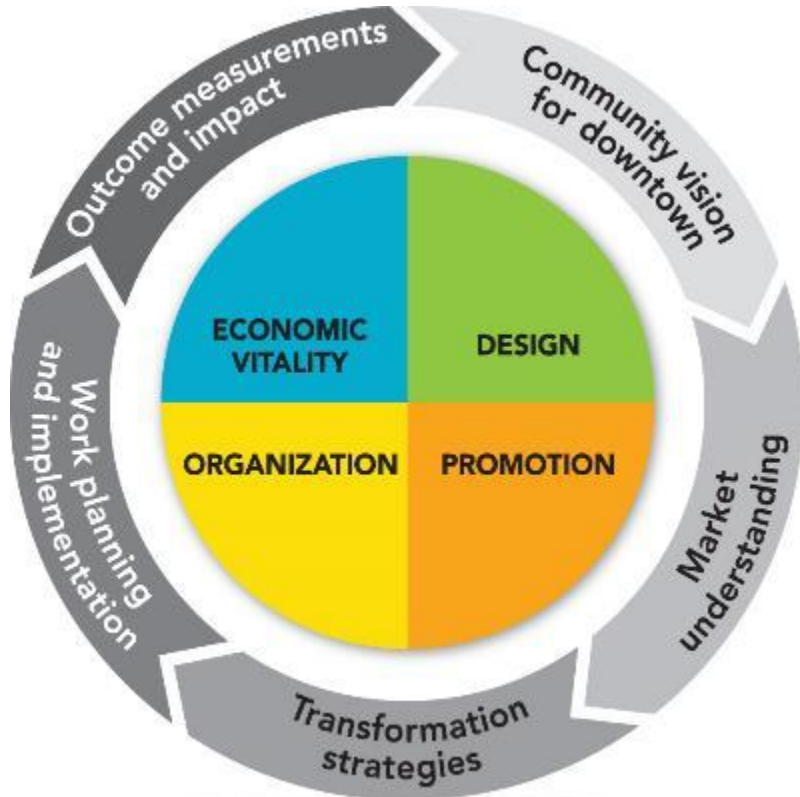 Outcome measurements
and impact
Community vision
for downtown
Market
understanding
Transformation
strategies
Work planning
and implementation
ECONOMIC
VITALITY
DESIGN
ORGANIZATION
PROMOTION